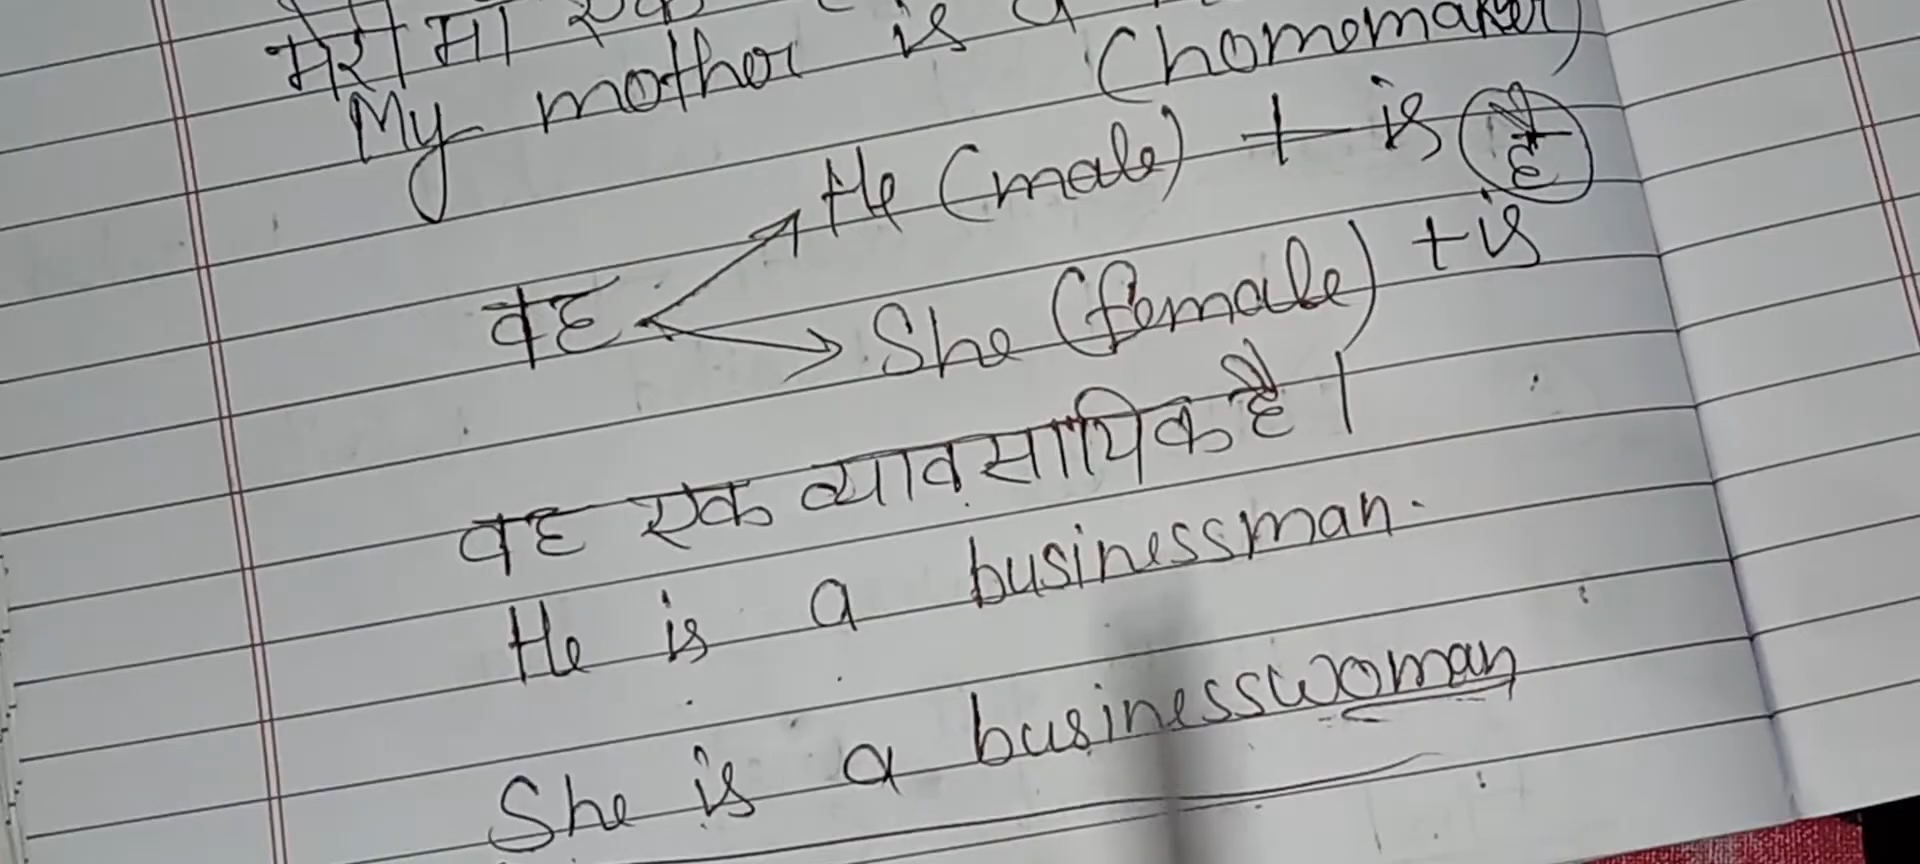 मेरी माँ एक
My mother is a
(homemaker)
वह He (male) + is है
She (female) + is
वह एक व्यावसायिक है।
He is a businessman.
She is a businesswoman